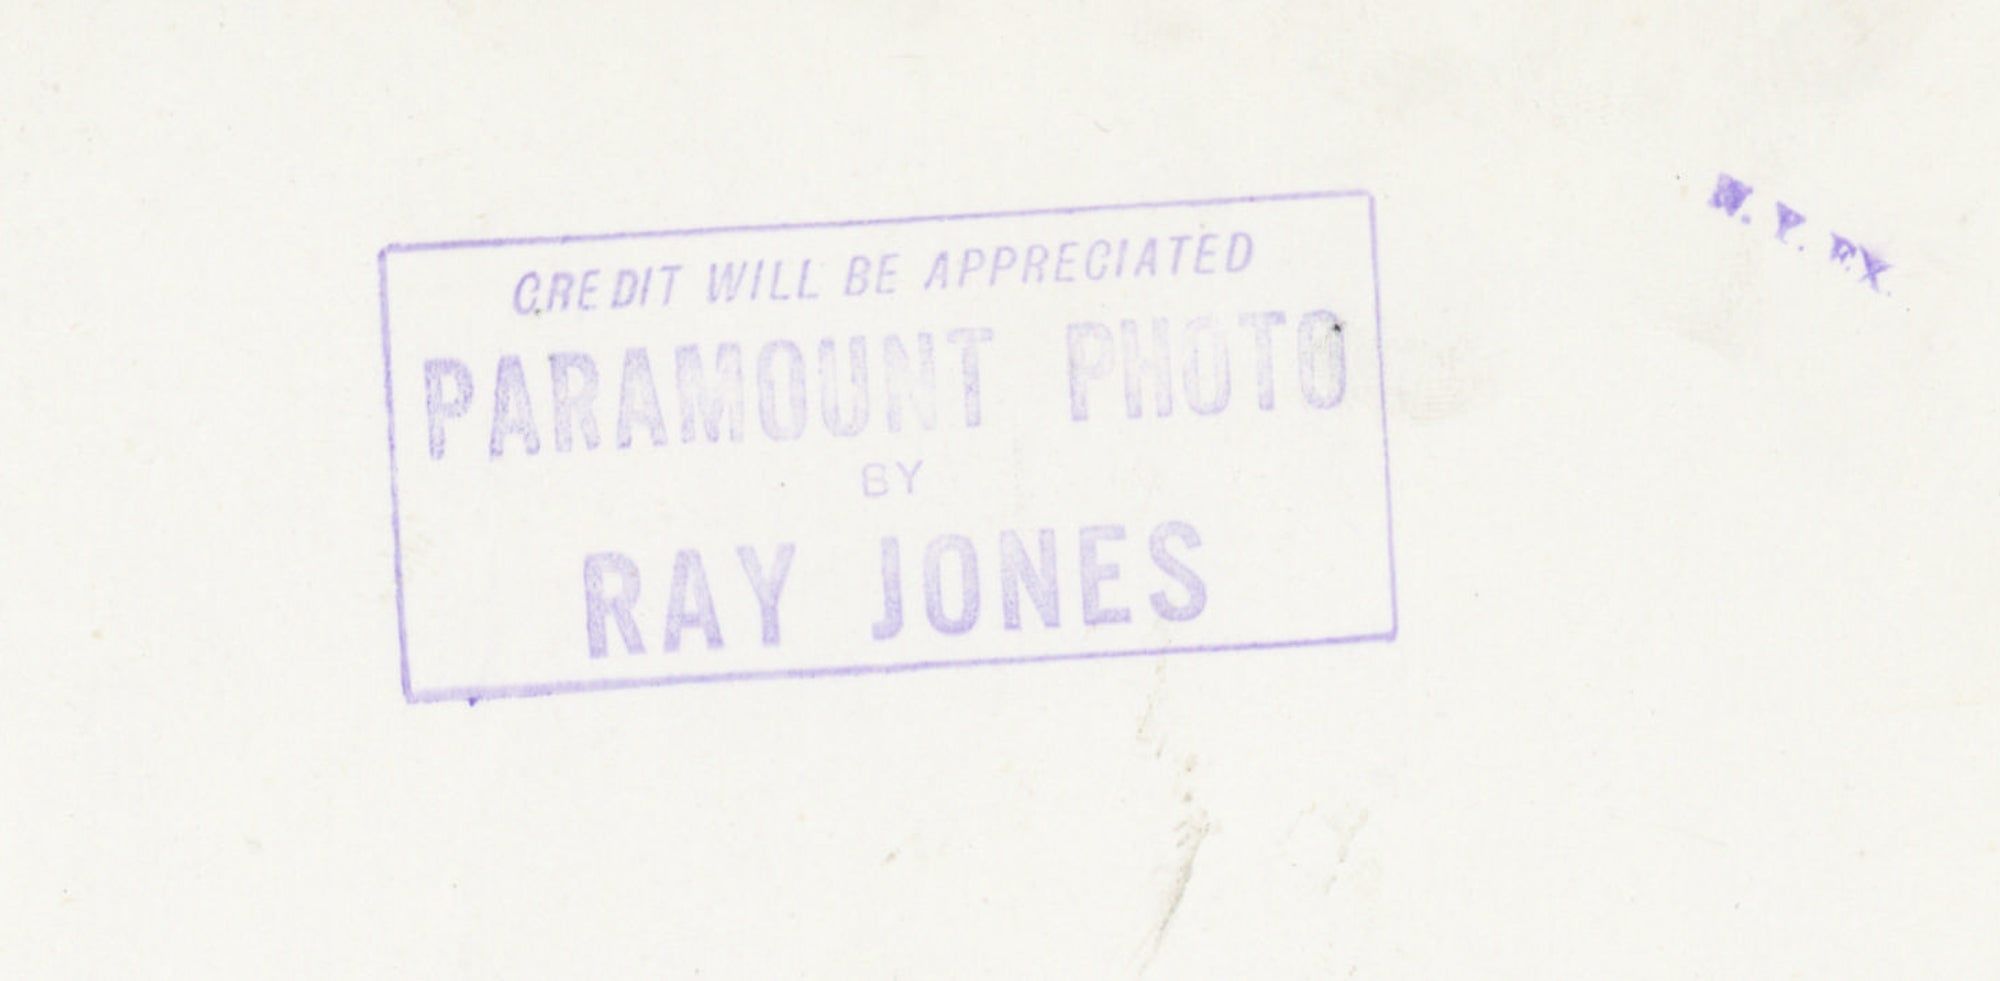 CREDIT WILL BE APPRECIATED
PARAMOUNT PHOTO
BY
RAY JONES
N. Y. EX.